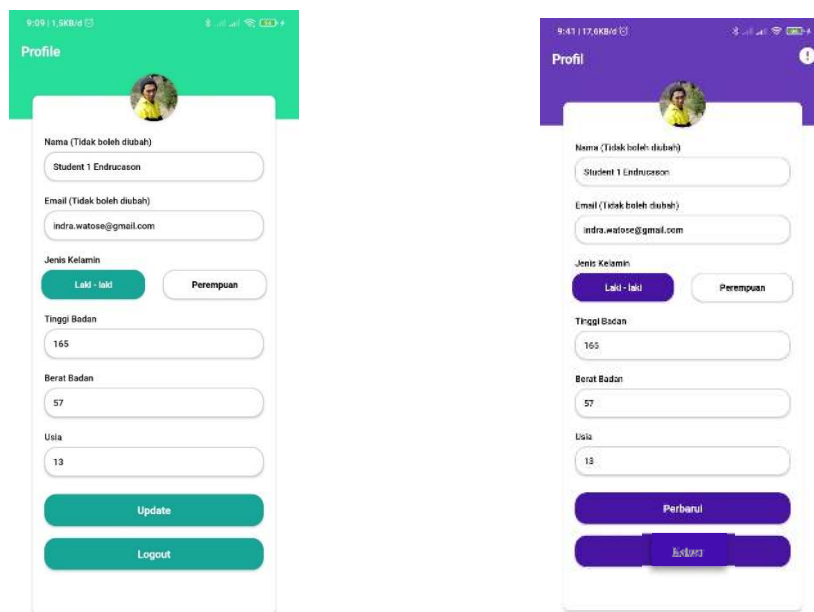 9:09 | 1,5KB/d
Profile
Nama (Tidak boleh diubah)
Student 1 Endrucason
Email (Tidak boleh diubah)
indra.watose@gmail.com
Jenis Kelamin
Laki - laki
Perempuan
Tinggi Badan
165
Berat Badan
57
Usia
13
Update
Logout
9:41 | 17,6KB/d
Profil
Nama (Tidak boleh diubah)
Student 1 Endrucason
Email (Tidak boleh diubah)
indra.watose@gmail.com
Jenis Kelamin
Laki - laki
Perempuan
Tinggi Badan
165
Berat Badan
57
Usia
13
Perbarui
Keluar